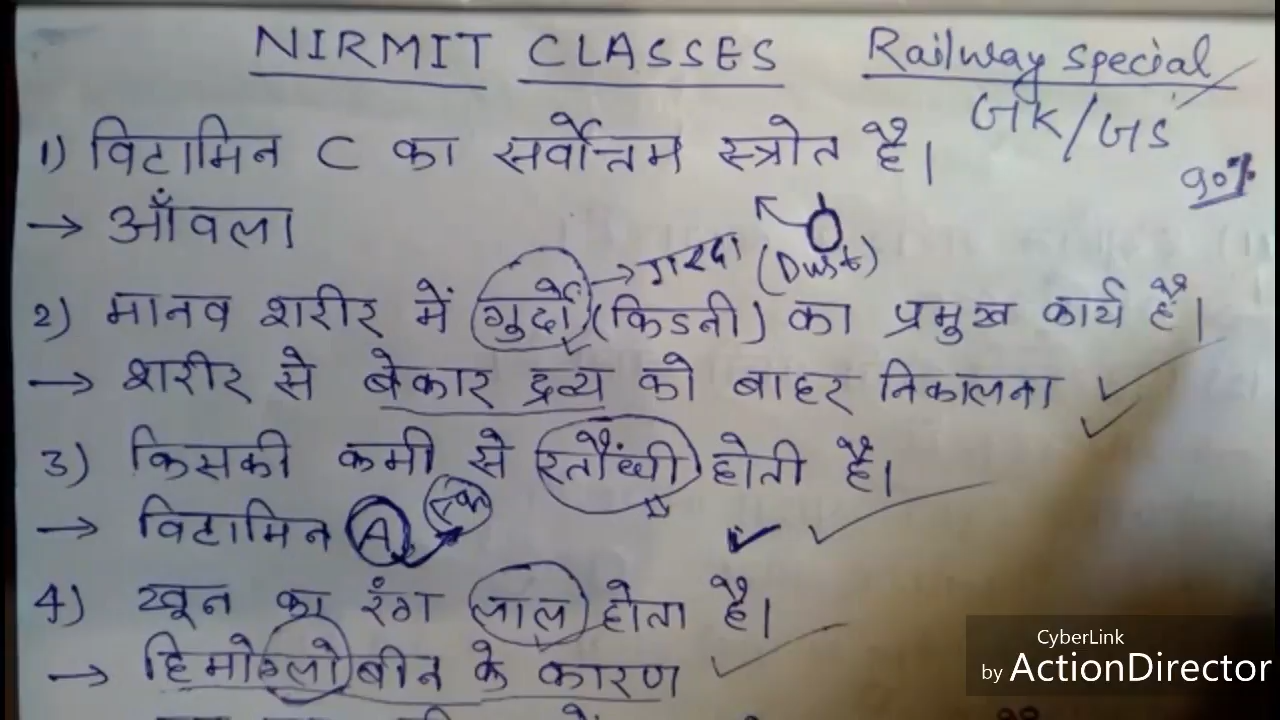 NIRMIT CLASSES Railway special
GK/GS
1) विटामिन C का सर्वोत्तम स्त्रोत है।
90%
→ आँवला
→ गरदा (Dust)
2) मानव शरीर में गुर्दो (किडनी) का प्रमुख कार्य है।
→ शरीर से बेकार द्रव्य को बाहर निकालना
3) किसकी कमी से रतौंधी होती है।
→ विटामिन A
4) खून का रंग लाल होता है।
→ हिमोग्लोबीन के कारण
CyberLink
by ActionDirector